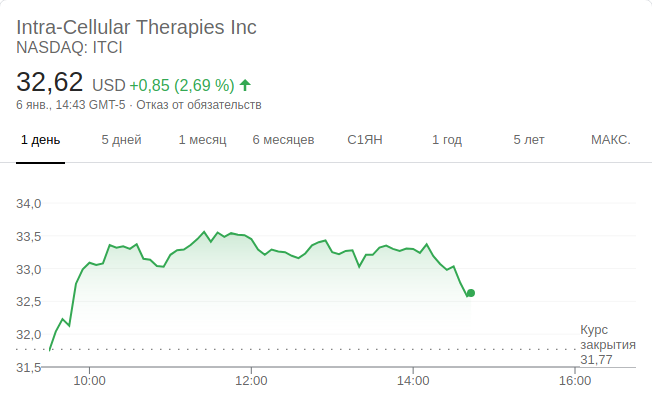 Intra-Cellular Therapies Inc
NASDAQ: ITCI
32,62 USD +0,85 (2,69 %)
6 янв., 14:43 GMT-5 · Отказ от обязательств
1 день 5 дней 1 месяц 6 месяцев С1ЯН 1 год 5 лет МАКС.
34,0
33,5
33,0
32,5
32,0
31,5
Курс
закрытия
31,77
10:00 12:00 14:00 16:00